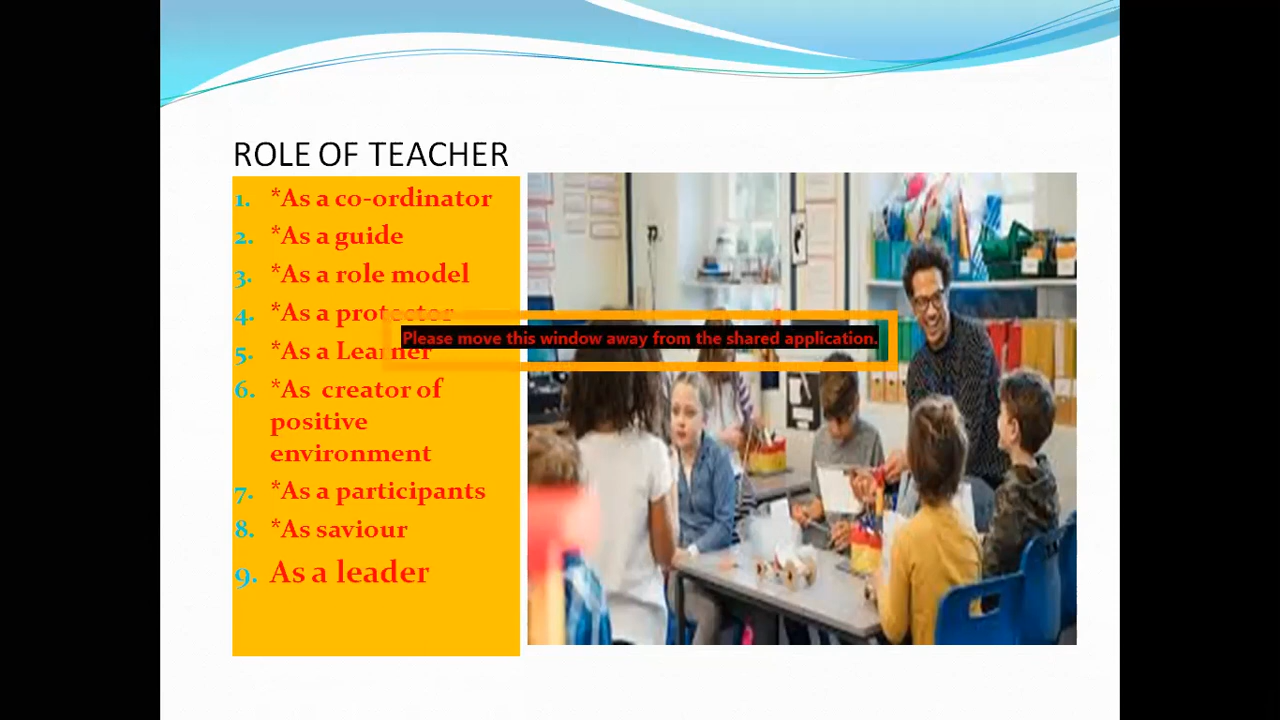 ROLE OF TEACHER
1. *As a co-ordinator
2. *As a guide
3. *As a role model
4. *As a protector
Please move this window away from the shared application.
5. *As a Learner
6. *As creator of
positive
environment
7. *As a participants
8. *As saviour
9. As a leader